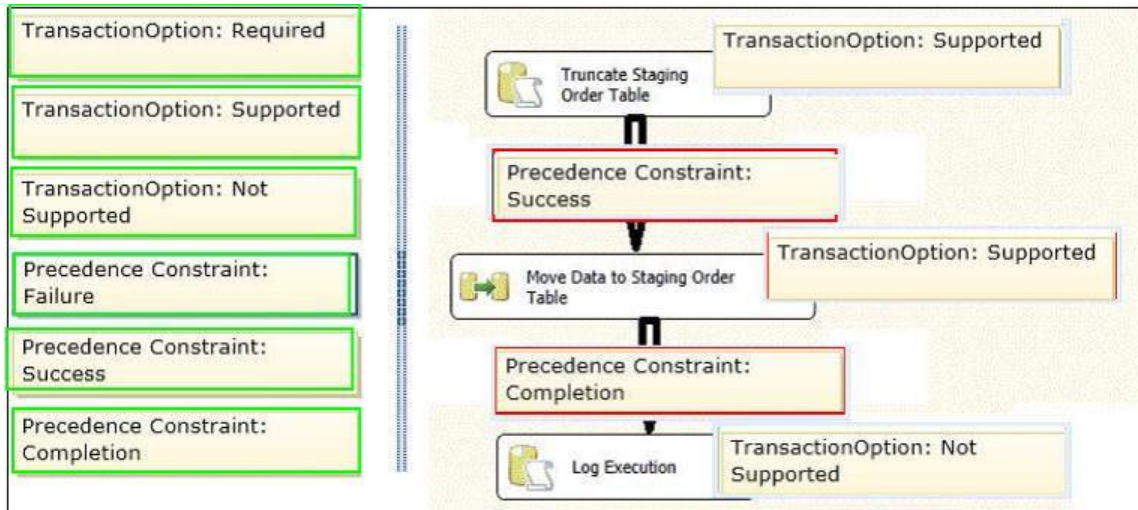 TransactionOption: Required
TransactionOption: Supported
TransactionOption: Not
Supported
Precedence Constraint:
Failure
Precedence Constraint:
Success
Precedence Constraint:
Completion
TransactionOption: Supported
Truncate Staging
Order Table
Precedence Constraint:
Success
TransactionOption: Supported
Move Data to Staging Order
Table
Precedence Constraint:
Completion
TransactionOption: Not
Supported
Log Execution